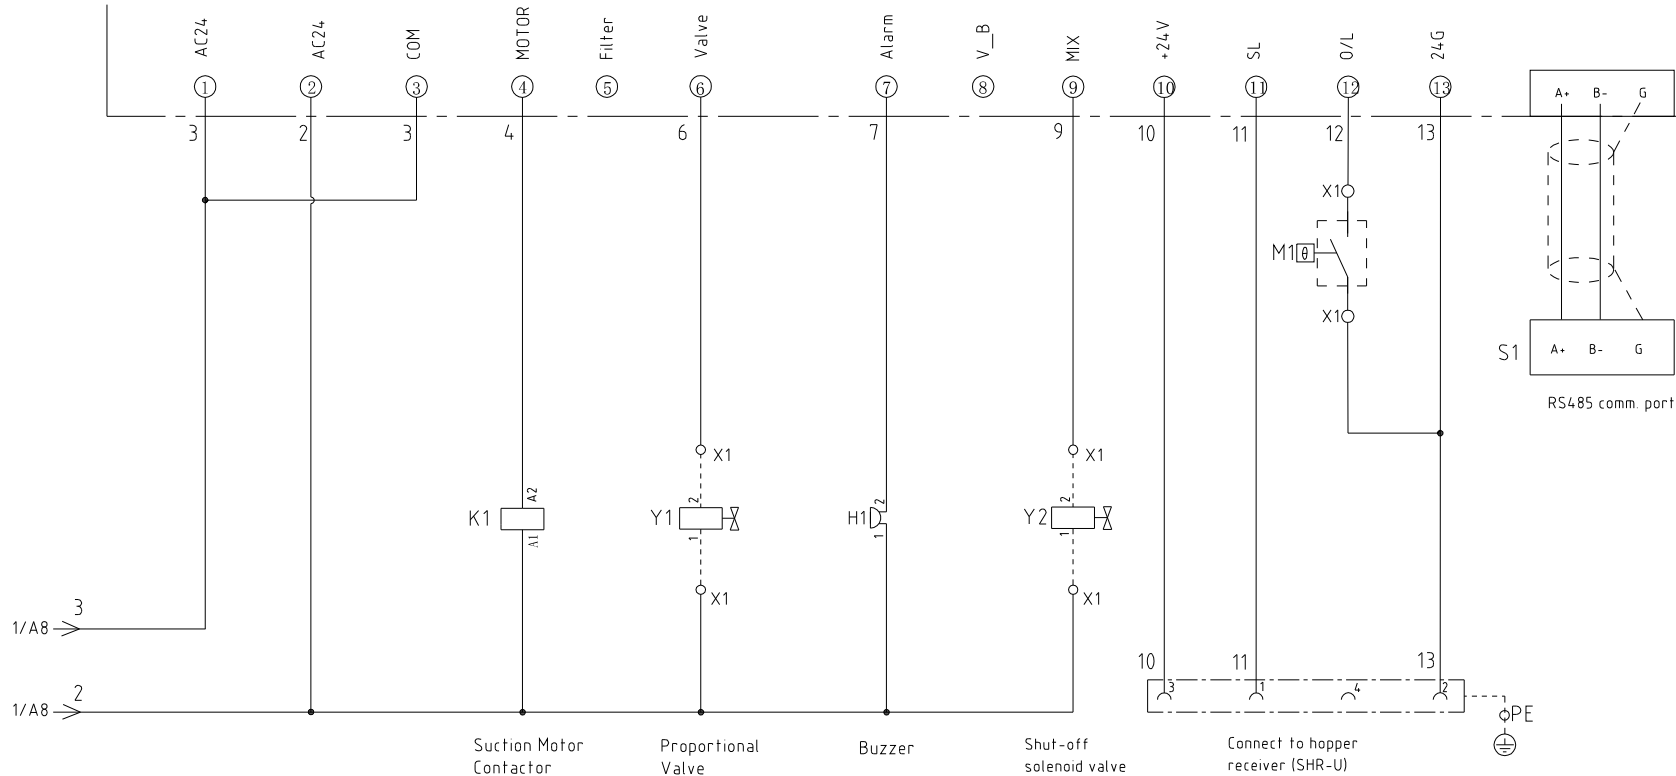 AC24 AC24 COM MOTOR Filter Valve Alarm V_B MIX +24V SL O/L 24G
1 2 3 4 5 6 7 8 9 10 11 12 13
A+ B- G
3 2 3 4 6 7 9 10 11 12 13
X1
M1 θ
X1
S1 A+ B- G
RS485 comm. port
X1 X1
A2 2 2 2
K1 Y1 H1 Y2
A1 1 1 1
X1 X1
3
1/A8
10 11 13
3 1 4 2
2
1/A8
PE
Suction Motor
Contactor
Proportional
Valve
Buzzer
Shut-off
solenoid valve
Connect to hopper
receiver (SHR-U)